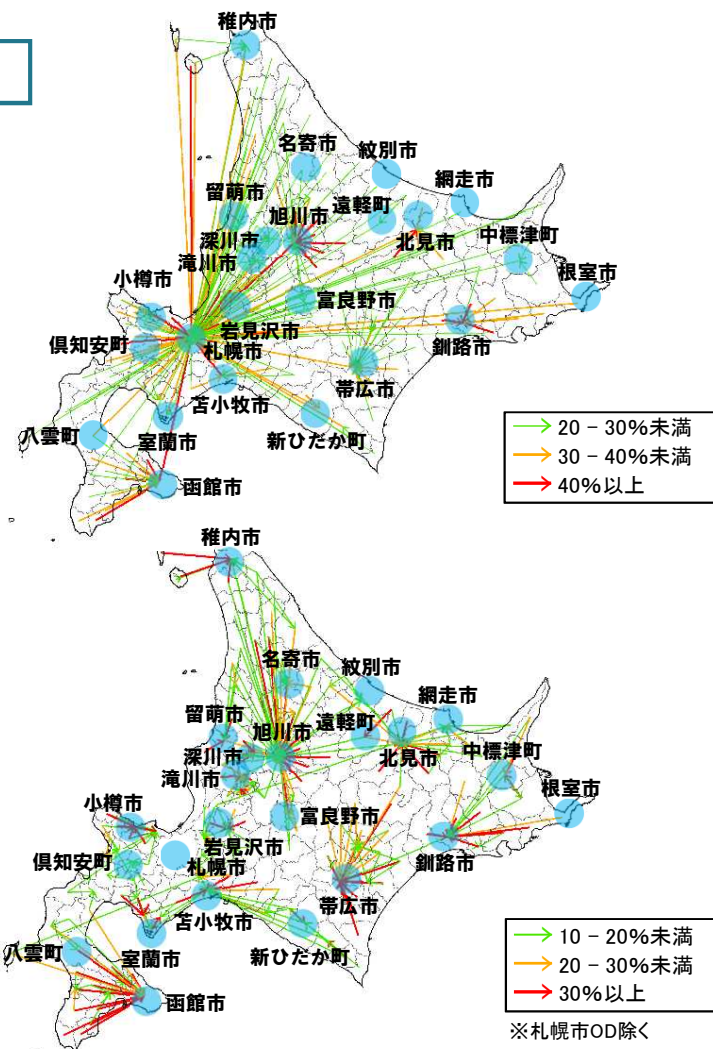 稚内市
名寄市
紋別市
網走市
留萌市
旭川市
遠軽町
北見市
深川市
中標津町
滝川市
根室市
小樽市
富良野市
岩見沢市
倶知安町
札幌市
釧路市
帯広市
苫小牧市
八雲町
室蘭市
新ひだか町
函館市
20 - 30%未満
30 - 40%未満
40%以上
稚内市
名寄市
紋別市
網走市
留萌市
旭川市
遠軽町
北見市
深川市
中標津町
滝川市
根室市
小樽市
富良野市
岩見沢市
倶知安町
札幌市
釧路市
帯広市
苫小牧市
八雲町
室蘭市
新ひだか町
函館市
10 - 20%未満
20 - 30%未満
30%以上
※札幌市OD除く